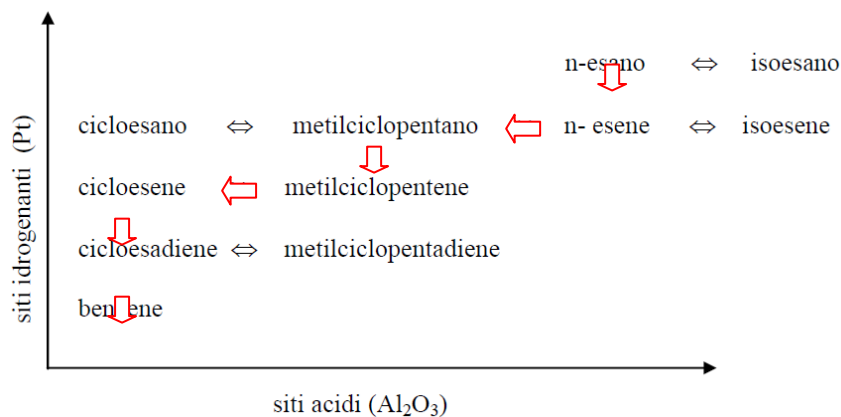 n-esano ⇔ isoesano
cicloesano ⇔ metilciclopentano n- esene ⇔ isoesene
cicloesene metilciclopentene
cicloesadiene ⇔ metilciclopentadiene
benzene
siti idrogenanti (Pt)
siti acidi (Al₂O₃)